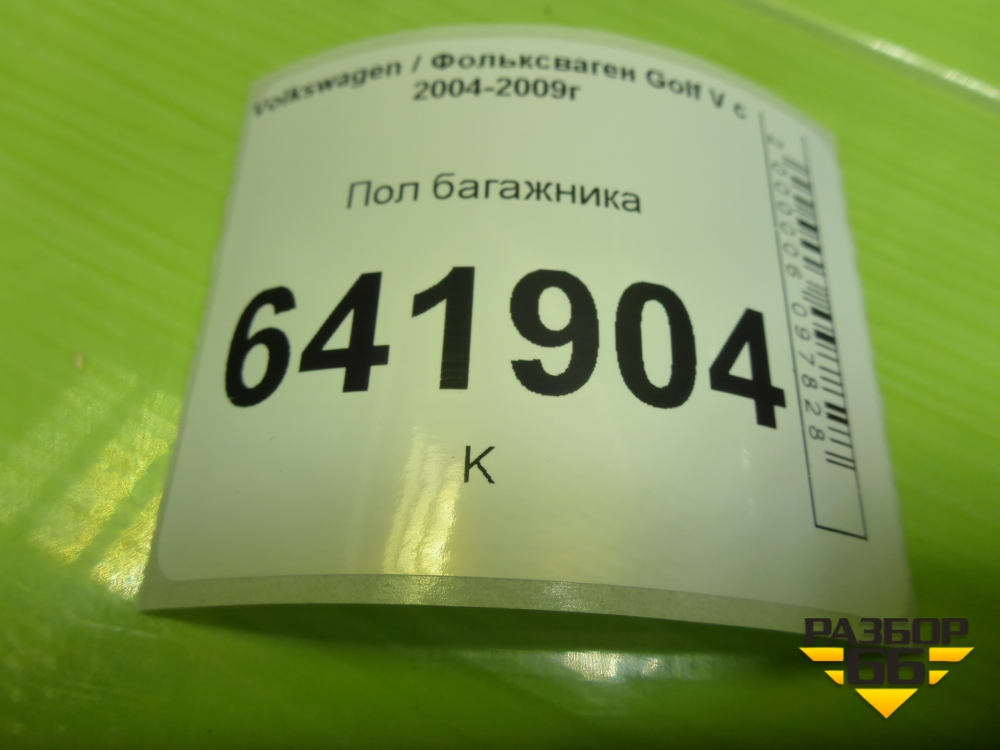 Volkswagen / Фольксваген Golf V с
2004-2009г
Пол багажника
641904
К
2000006097828
РАЗБОР
66